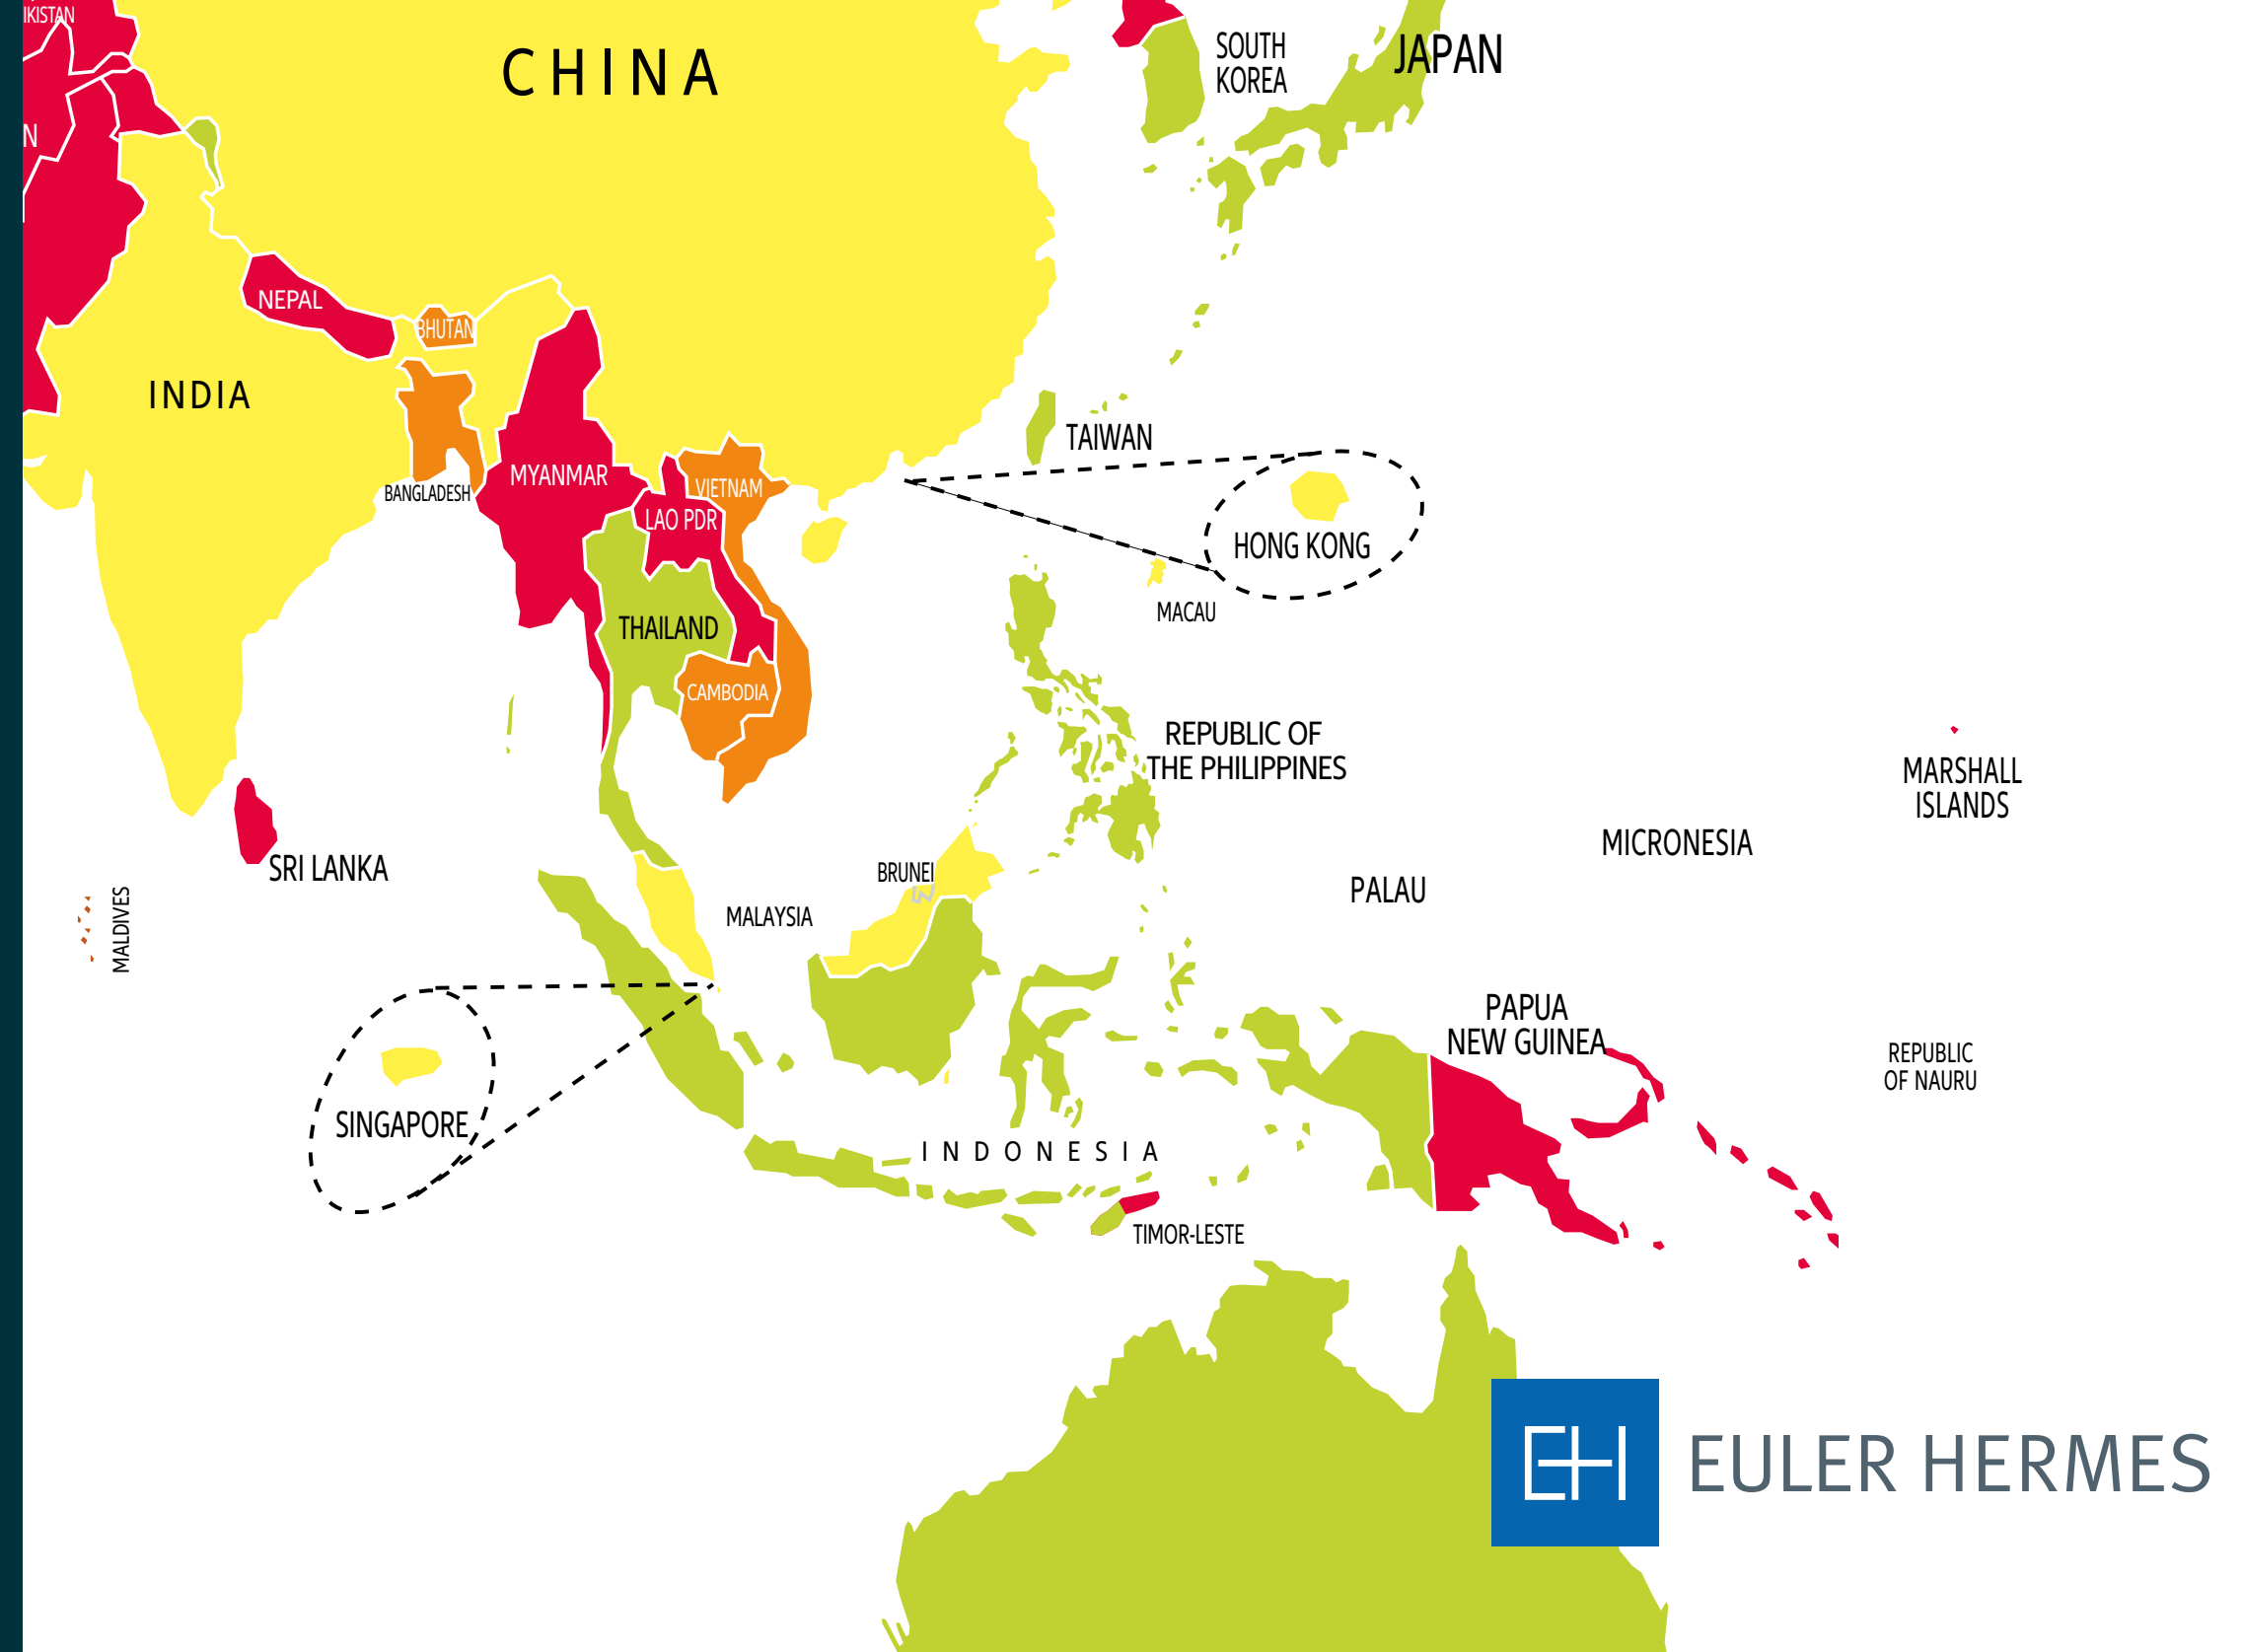 IKISTAN
CHINA
SOUTH
KOREA
JAPAN
N
NEPAL
BHUTAN
INDIA
TAIWAN
MYANMAR
VIETNAM
BANGLADESH
LAO PDR
HONG KONG
MACAU
THAILAND
CAMBODIA
REPUBLIC OF
THE PHILIPPINES
MARSHALL
ISLANDS
MICRONESIA
SRI LANKA
BRUNEI
PALAU
MALDIVES
MALAYSIA
PAPUA
NEW GUINEA
REPUBLIC
OF NAURU
SINGAPORE
INDONESIA
TIMOR-LESTE
EH EULER HERMES